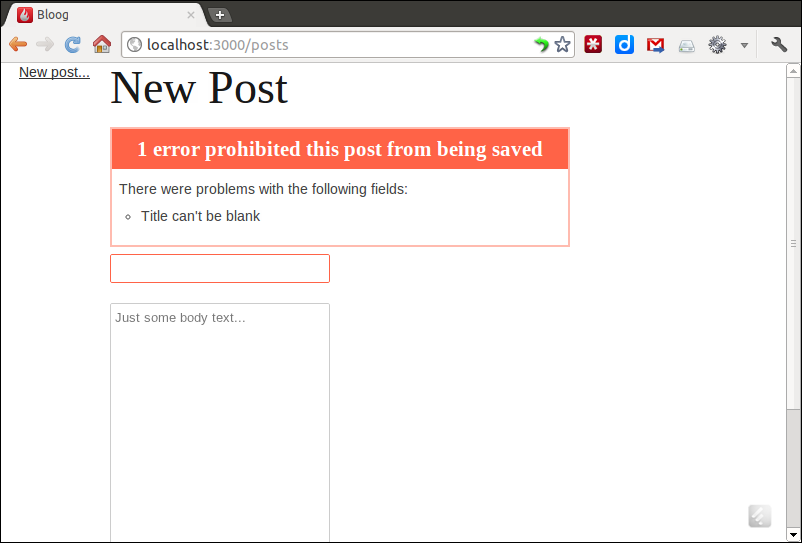 Bloog
localhost:3000/posts
New post...
New Post
1 error prohibited this post from being saved
There were problems with the following fields:
Title can't be blank
Just some body text...